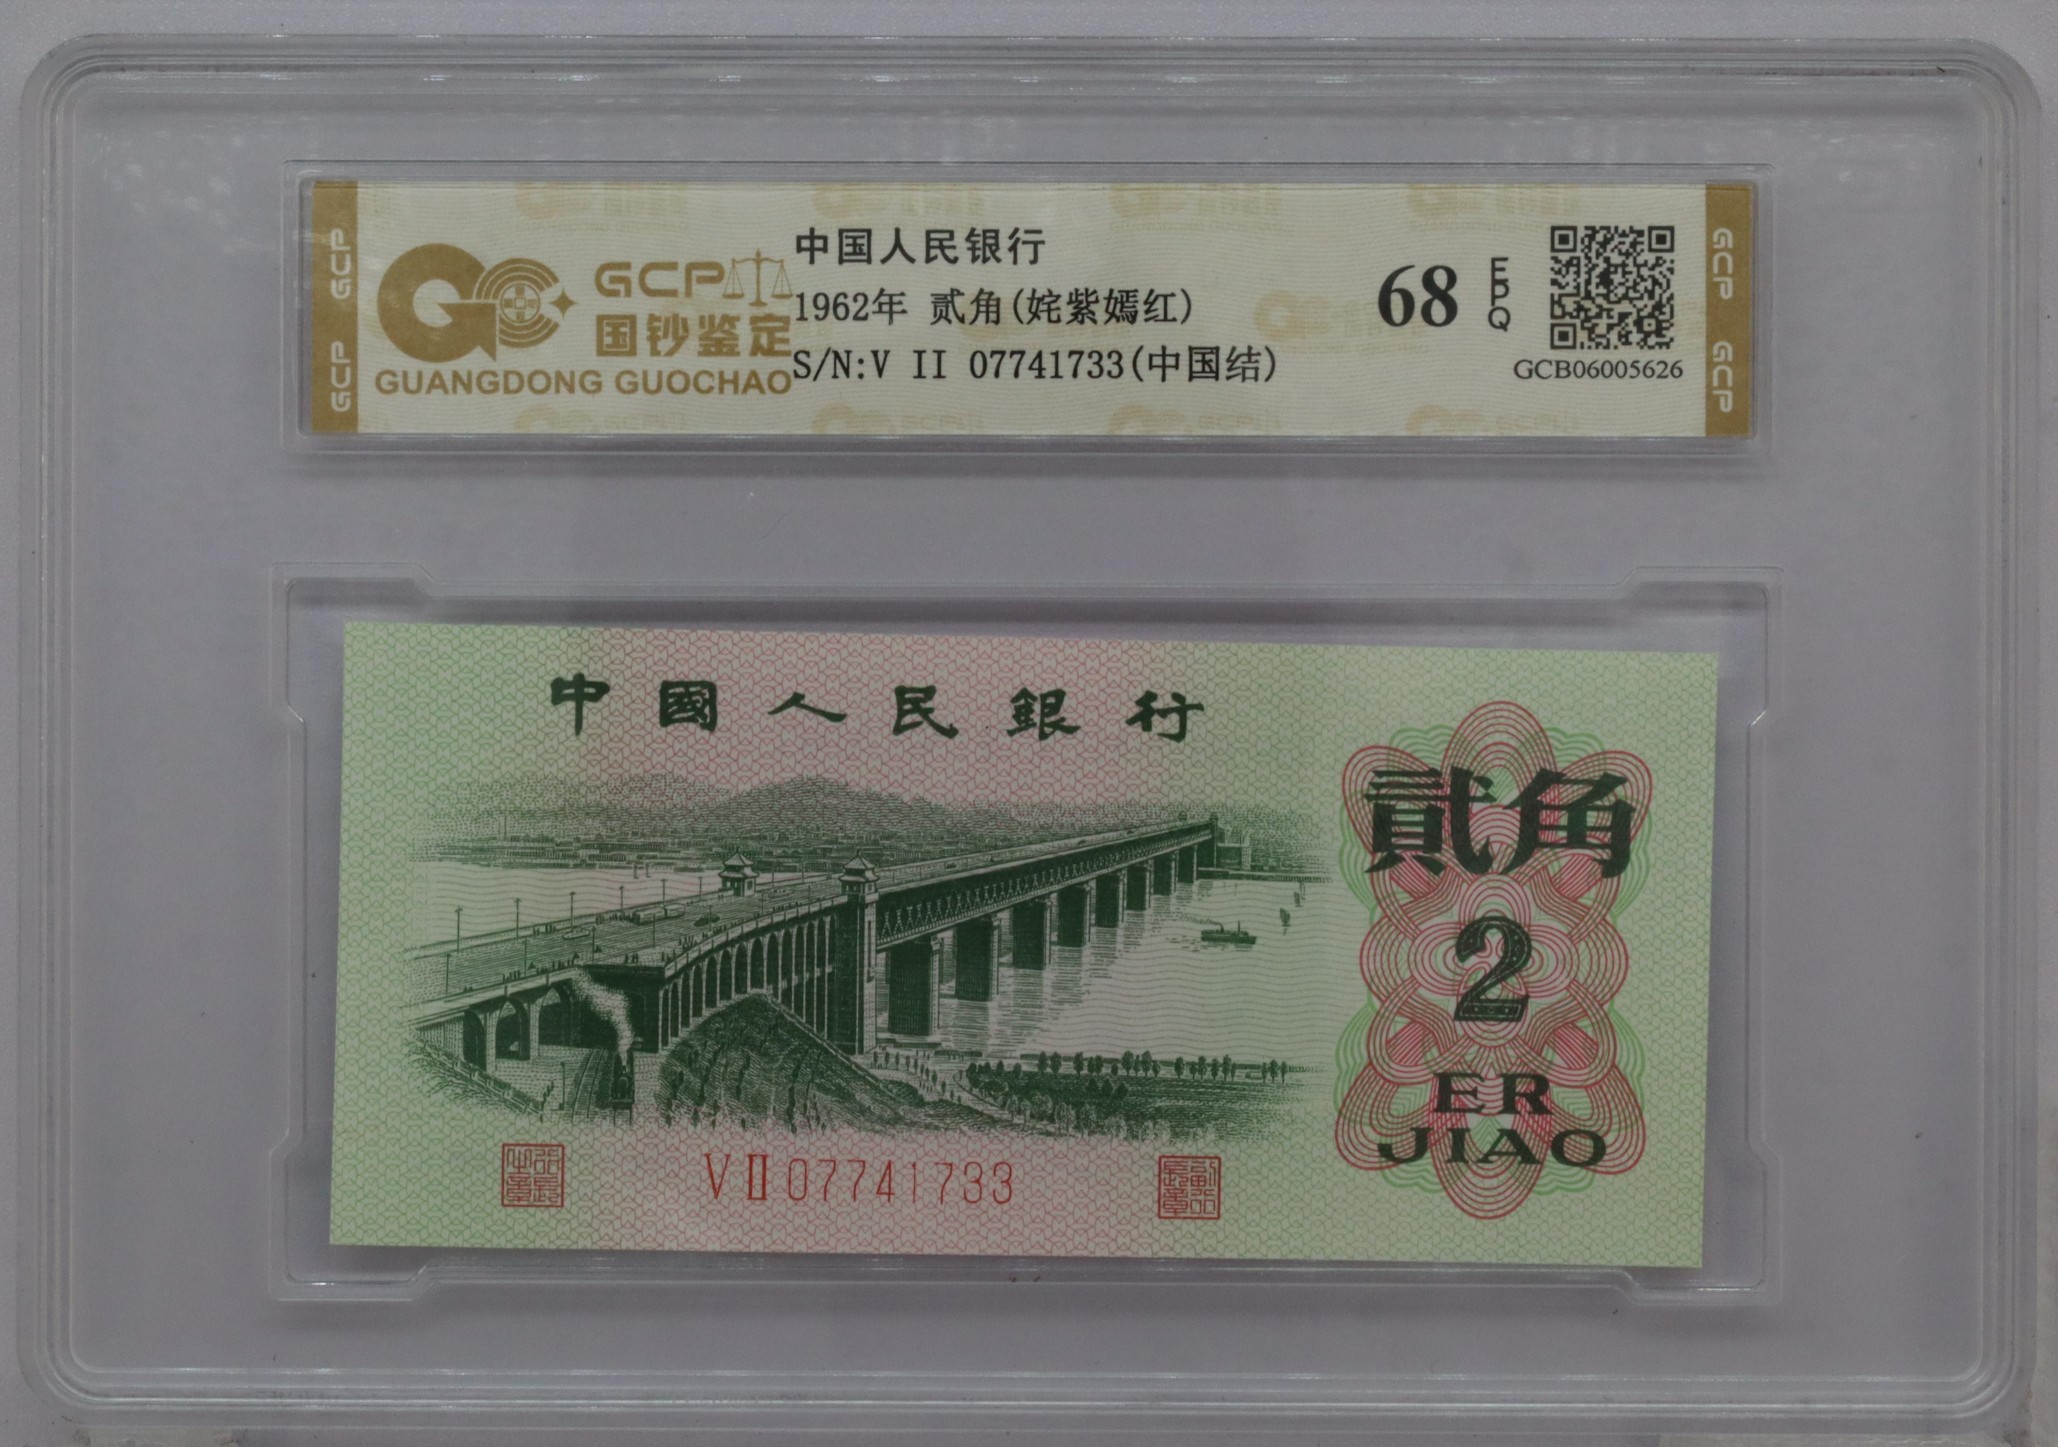 GCP
GCP
GCP
国钞鉴定
GUANGDONG GUOCHAO
中国人民银行
1962年 贰角(姹紫嫣红)
S/N:V II 07741733(中国结)
68
EPQ
GCB06005626
GCP
GCP
中國人民銀行
貳角
2
ER
JIAO
VⅡ07741733